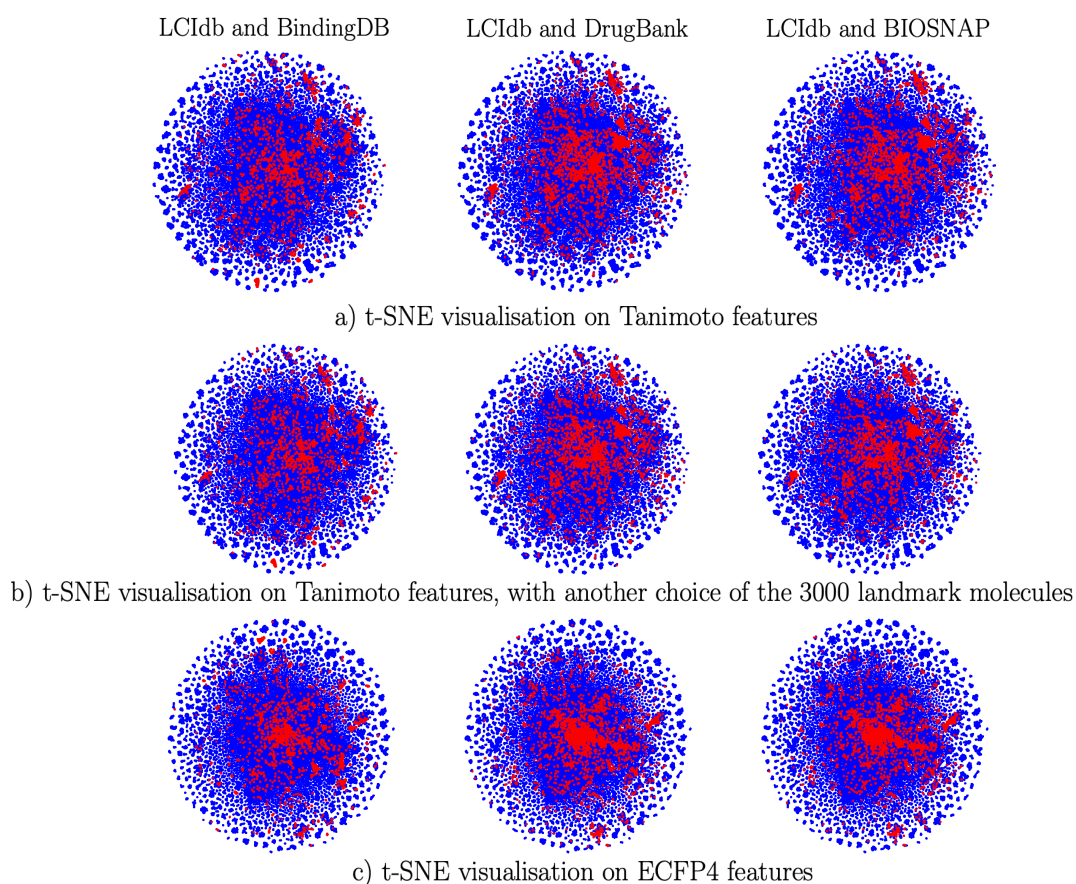 LCIdb and BindingDB
LCIdb and DrugBank
LCIdb and BIOSNAP
a) t-SNE visualisation on Tanimoto features
b) t-SNE visualisation on Tanimoto features, with another choice of the 3000 landmark molecules
c) t-SNE visualisation on ECFP4 features